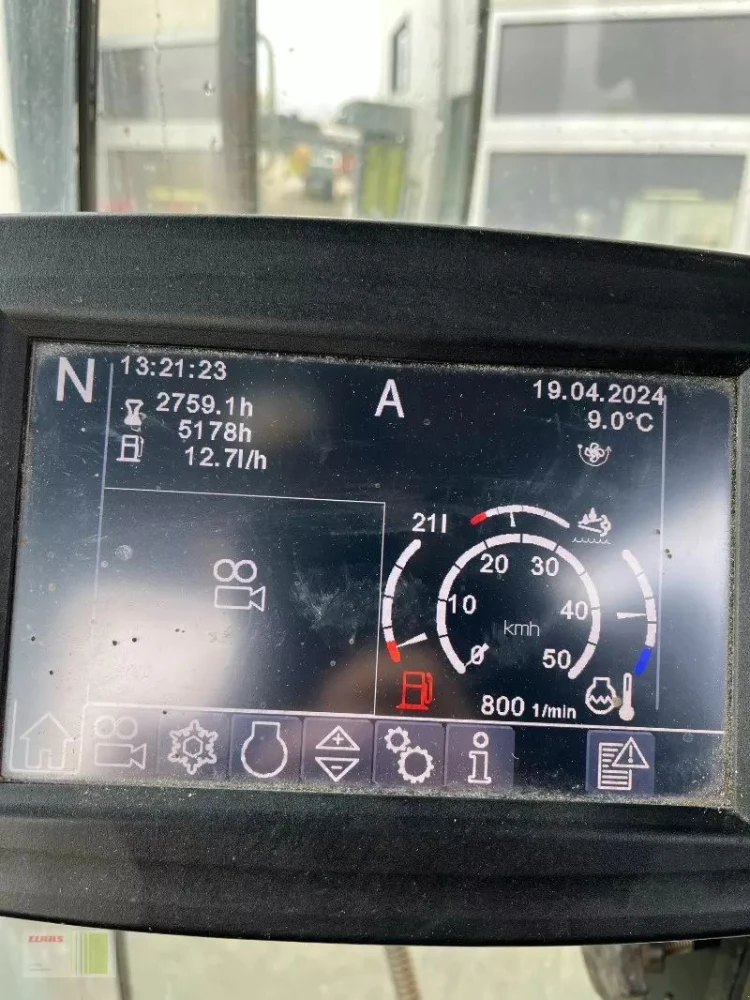 N
13:21:23
2759.1h
5178h
12.7l/h
A
19.04.2024
9.0°C
21l
0
10
20
30
40
50
kmh
800 1/min
CLAAS